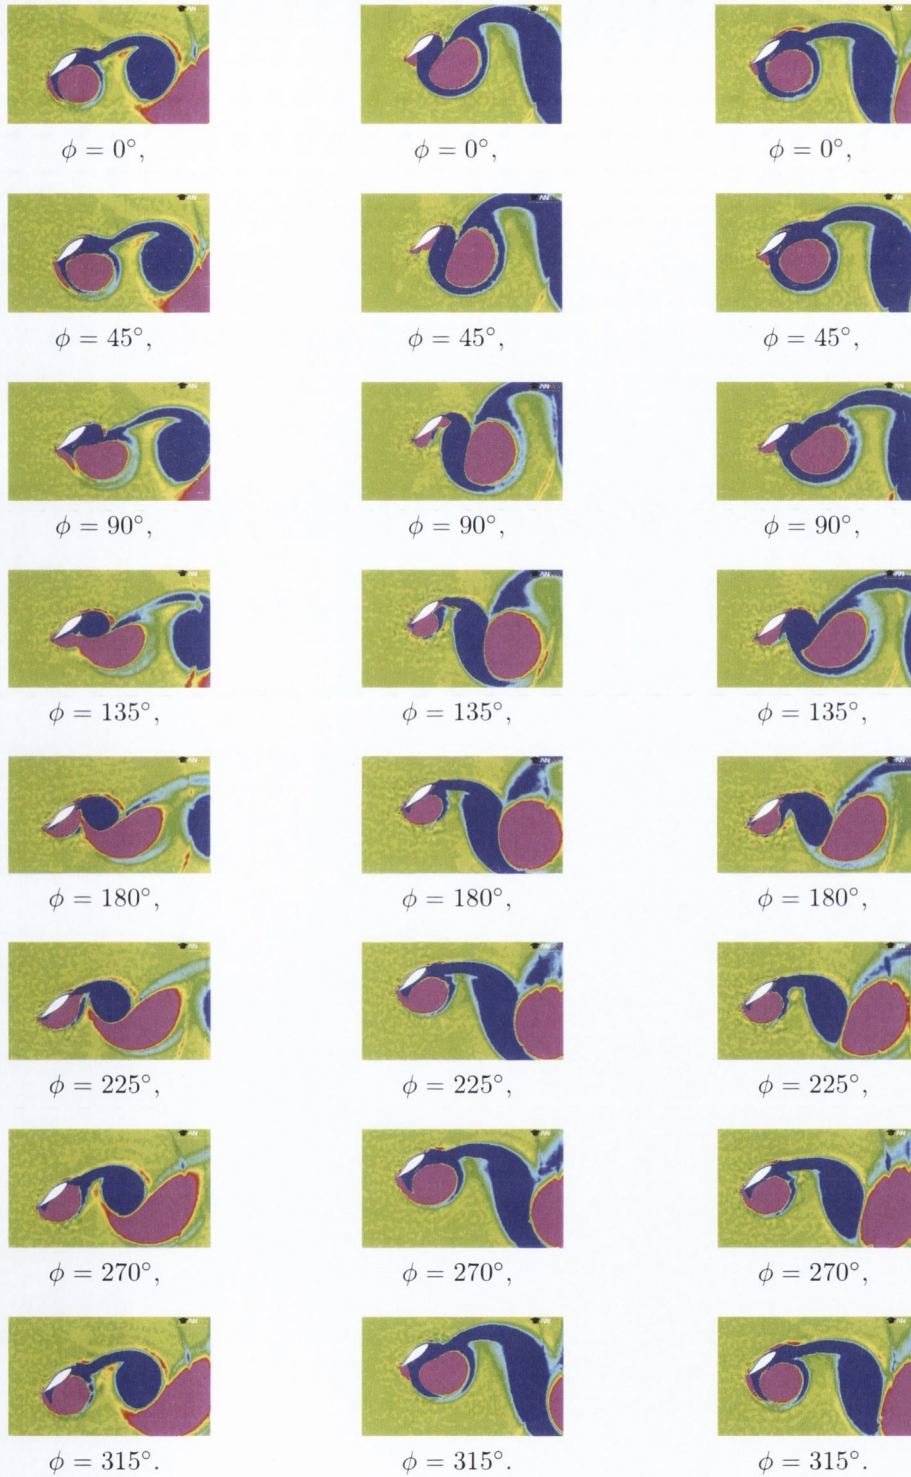 ϕ = 0°, ϕ = 0°, ϕ = 0°,
ϕ = 45°, ϕ = 45°, ϕ = 45°,
ϕ = 90°, ϕ = 90°, ϕ = 90°,
ϕ = 135°, ϕ = 135°, ϕ = 135°,
ϕ = 180°, ϕ = 180°, ϕ = 180°,
ϕ = 225°, ϕ = 225°, ϕ = 225°,
ϕ = 270°, ϕ = 270°, ϕ = 270°,
ϕ = 315°. ϕ = 315°. ϕ = 315°.